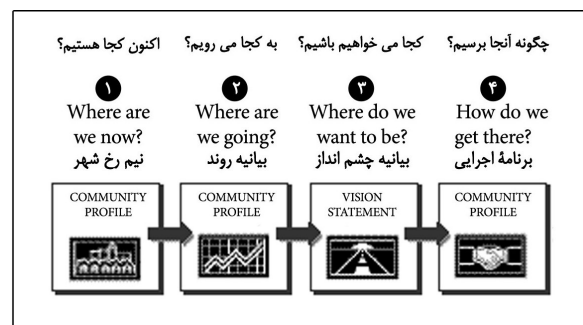 اکنون کجا هستیم؟
به کجا می رویم؟
کجا می خواهیم باشیم؟
چگونه آنجا برسیم؟
۱
Where are
we now?
نیم رخ شهر
COMMUNITY
PROFILE
۲
Where are
we going?
بیانیه روند
COMMUNITY
PROFILE
۳
Where do we
want to be?
بیانیه چشم انداز
VISION
STATEMENT
۴
How do we
get there?
برنامهٔ اجرایی
COMMUNITY
PROFILE